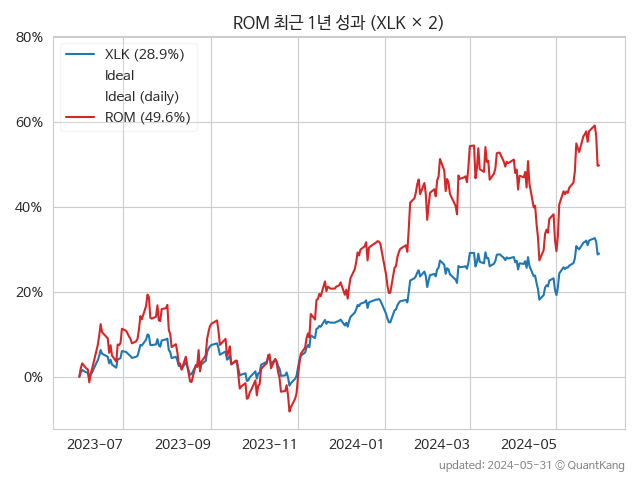 ROM 최근 1년 성과 (XLK × 2)
XLK (28.9%)
Ideal
Ideal (daily)
ROM (49.6%)
80%
60%
40%
20%
0%
2023-07 2023-09 2023-11 2024-01 2024-03 2024-05
updated: 2024-05-31 © QuantKang